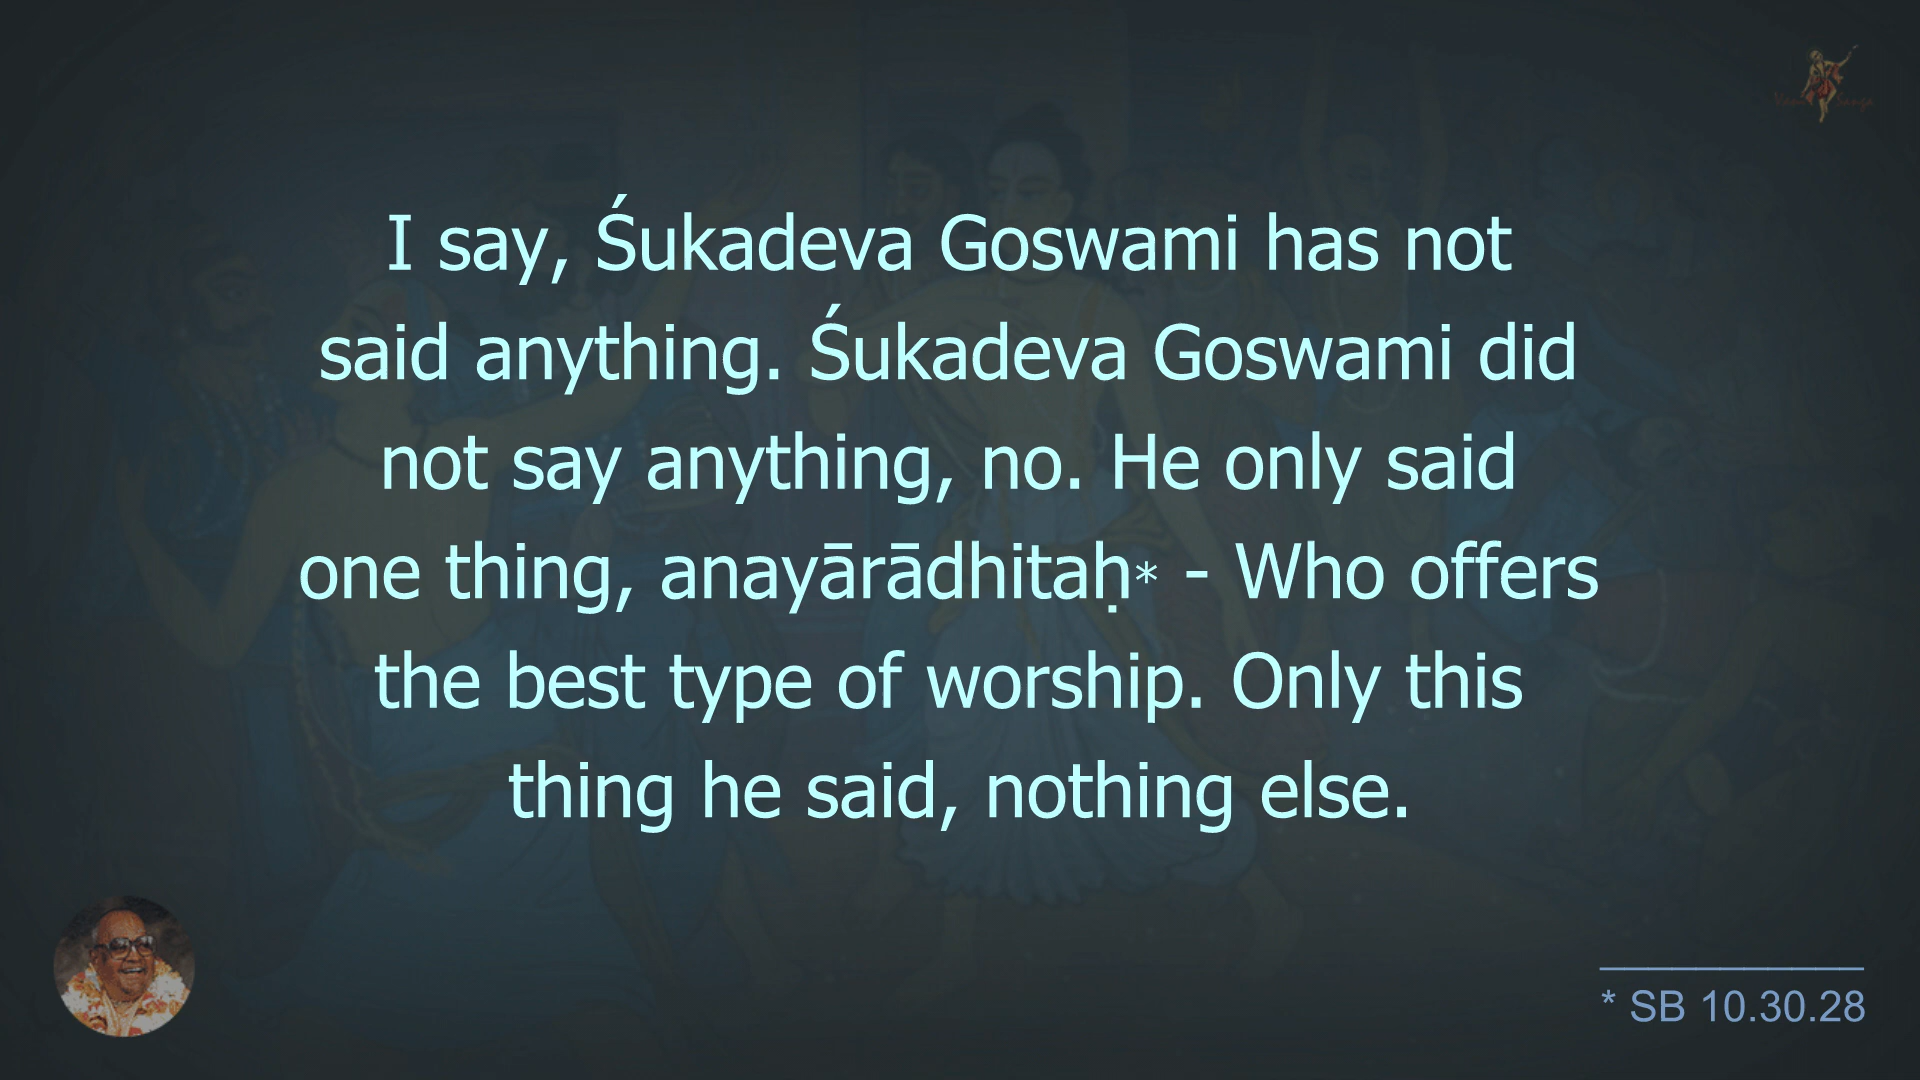 I say, Śukadeva Goswami has not
said anything. Śukadeva Goswami did
not say anything, no. He only said
one thing, anayārādhitaḥ* - Who offers
the best type of worship. Only this
thing he said, nothing else.
* SB 10.30.28